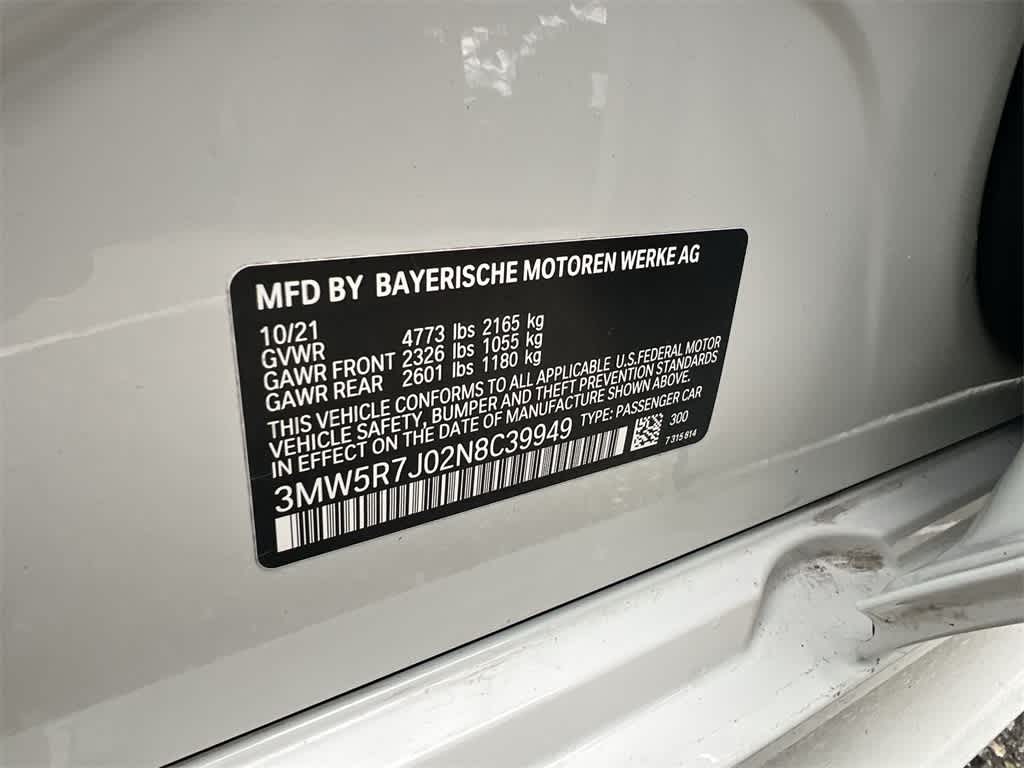 MFD BY BAYERISCHE MOTOREN WERKE AG
10/21
GVWR 4773 lbs 2165 kg
GAWR FRONT 2326 lbs 1055 kg
GAWR REAR 2601 lbs 1180 kg
THIS VEHICLE CONFORMS TO ALL APPLICABLE U.S.FEDERAL MOTOR
VEHICLE SAFETY, BUMPER AND THEFT PREVENTION STANDARDS
IN EFFECT ON THE DATE OF MANUFACTURE SHOWN ABOVE.
3MW5R7J02N8C39949 TYPE: PASSENGER CAR
300
7 315 814